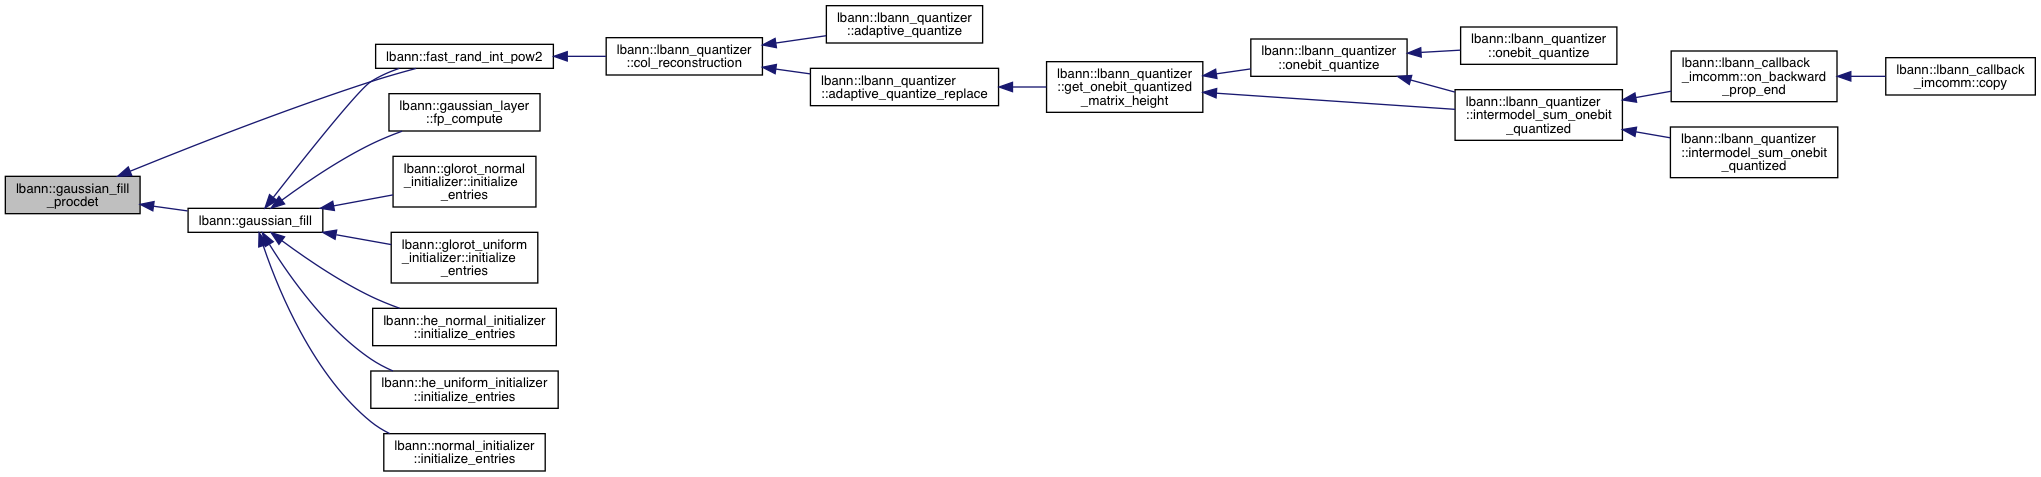 lbann::gaussian_fill
_procdet
lbann::gaussian_fill
lbann::fast_rand_int_pow2
lbann::gaussian_layer
::fp_compute
lbann::glorot_normal
_initializer::initialize
_entries
lbann::glorot_uniform
_initializer::initialize
_entries
lbann::he_normal_initializer
::initialize_entries
lbann::he_uniform_initializer
::initialize_entries
lbann::normal_initializer
::initialize_entries
lbann::lbann_quantizer
::col_reconstruction
lbann::lbann_quantizer
::adaptive_quantize
lbann::lbann_quantizer
::adaptive_quantize_replace
lbann::lbann_quantizer
::get_onebit_quantized
_matrix_height
lbann::lbann_quantizer
::onebit_quantize
lbann::lbann_quantizer
::onebit_quantize
lbann::lbann_quantizer
::intermodel_sum_onebit
_quantized
lbann::lbann_callback
_imcomm::on_backward
_prop_end
lbann::lbann_quantizer
::intermodel_sum_onebit
_quantized
lbann::lbann_callback
_imcomm::copy